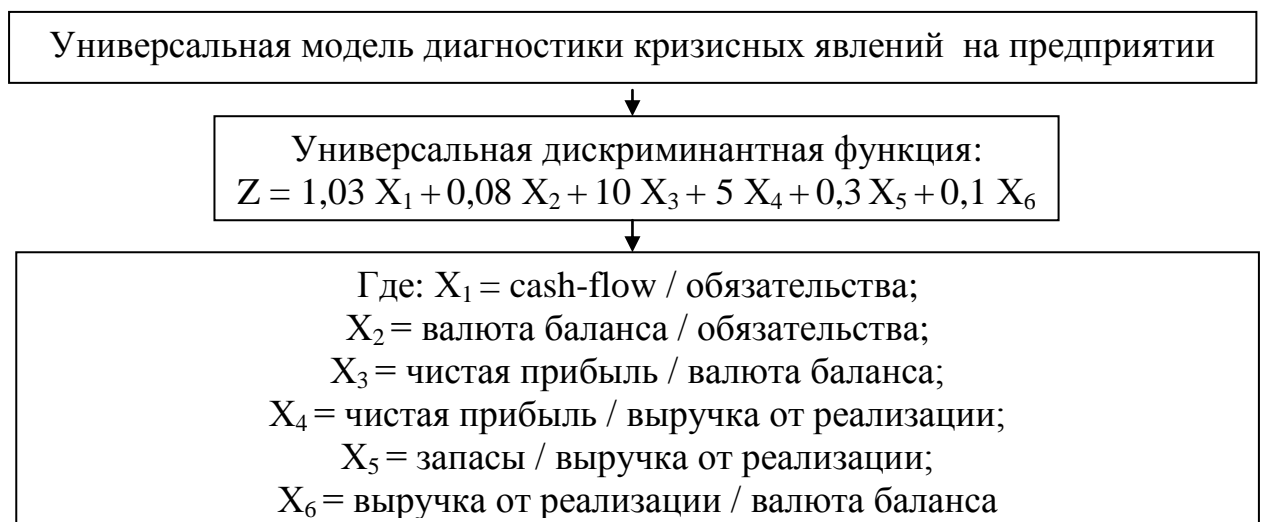 Универсальная модель диагностики кризисных явлений на предприятии
Универсальная дискриминантная функция:
Z = 1,03 X₁ + 0,08 X₂ + 10 X₃ + 5 X₄ + 0,3 X₅ + 0,1 X₆
Где: X₁ = cash-flow / обязательства;
X₂ = валюта баланса / обязательства;
X₃ = чистая прибыль / валюта баланса;
X₄ = чистая прибыль / выручка от реализации;
X₅ = запасы / выручка от реализации;
X₆ = выручка от реализации / валюта баланса